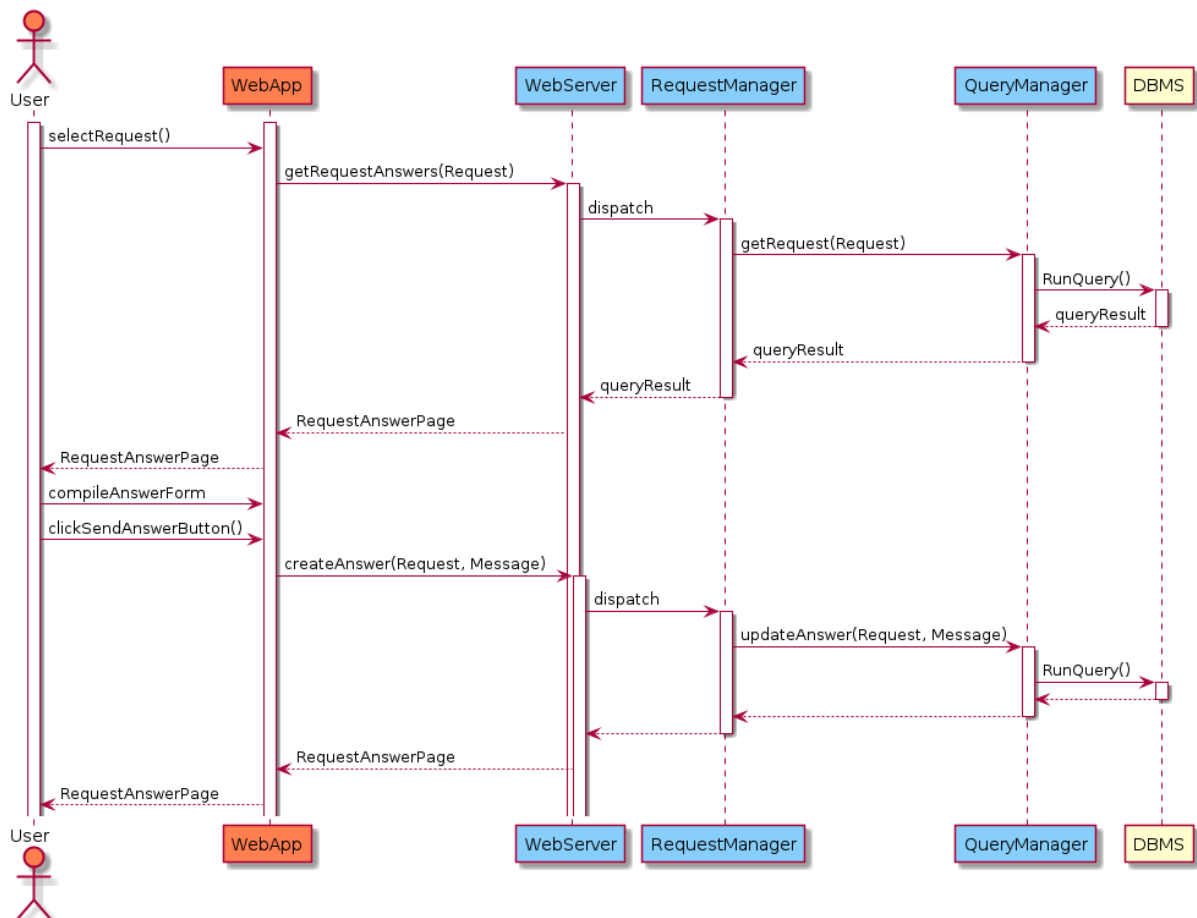 User
WebApp
WebServer
RequestManager
QueryManager
DBMS
selectRequest()
getRequestAnswers(Request)
dispatch
getRequest(Request)
RunQuery()
queryResult
queryResult
queryResult
RequestAnswerPage
RequestAnswerPage
compileAnswerForm
clickSendAnswerButton()
createAnswer(Request, Message)
dispatch
updateAnswer(Request, Message)
RunQuery()
RequestAnswerPage
RequestAnswerPage
User
WebApp
WebServer
RequestManager
QueryManager
DBMS